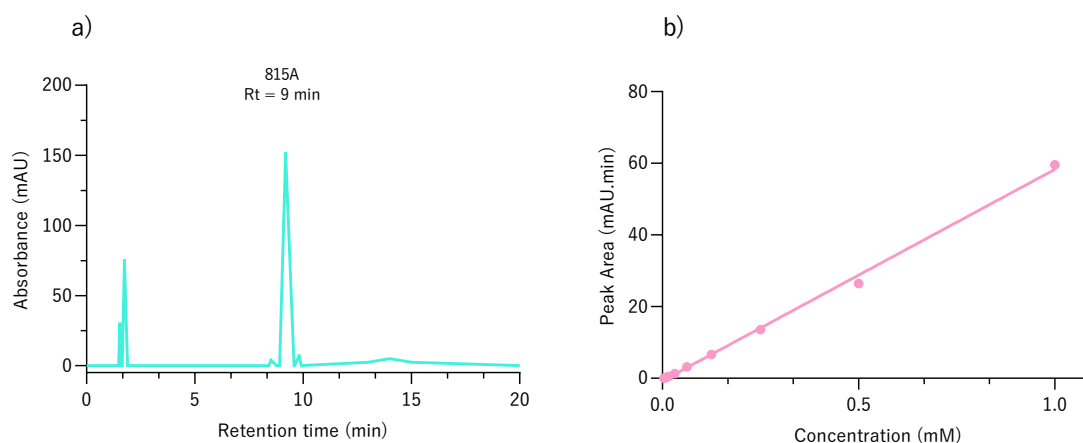 a)
815A
Rt = 9 min
200
150
100
50
0
Absorbance (mAU)
0
5
10
15
20
Retention time (min)
b)
80
60
40
20
0
Peak Area (mAU.min)
0.0
0.5
1.0
Concentration (mM)